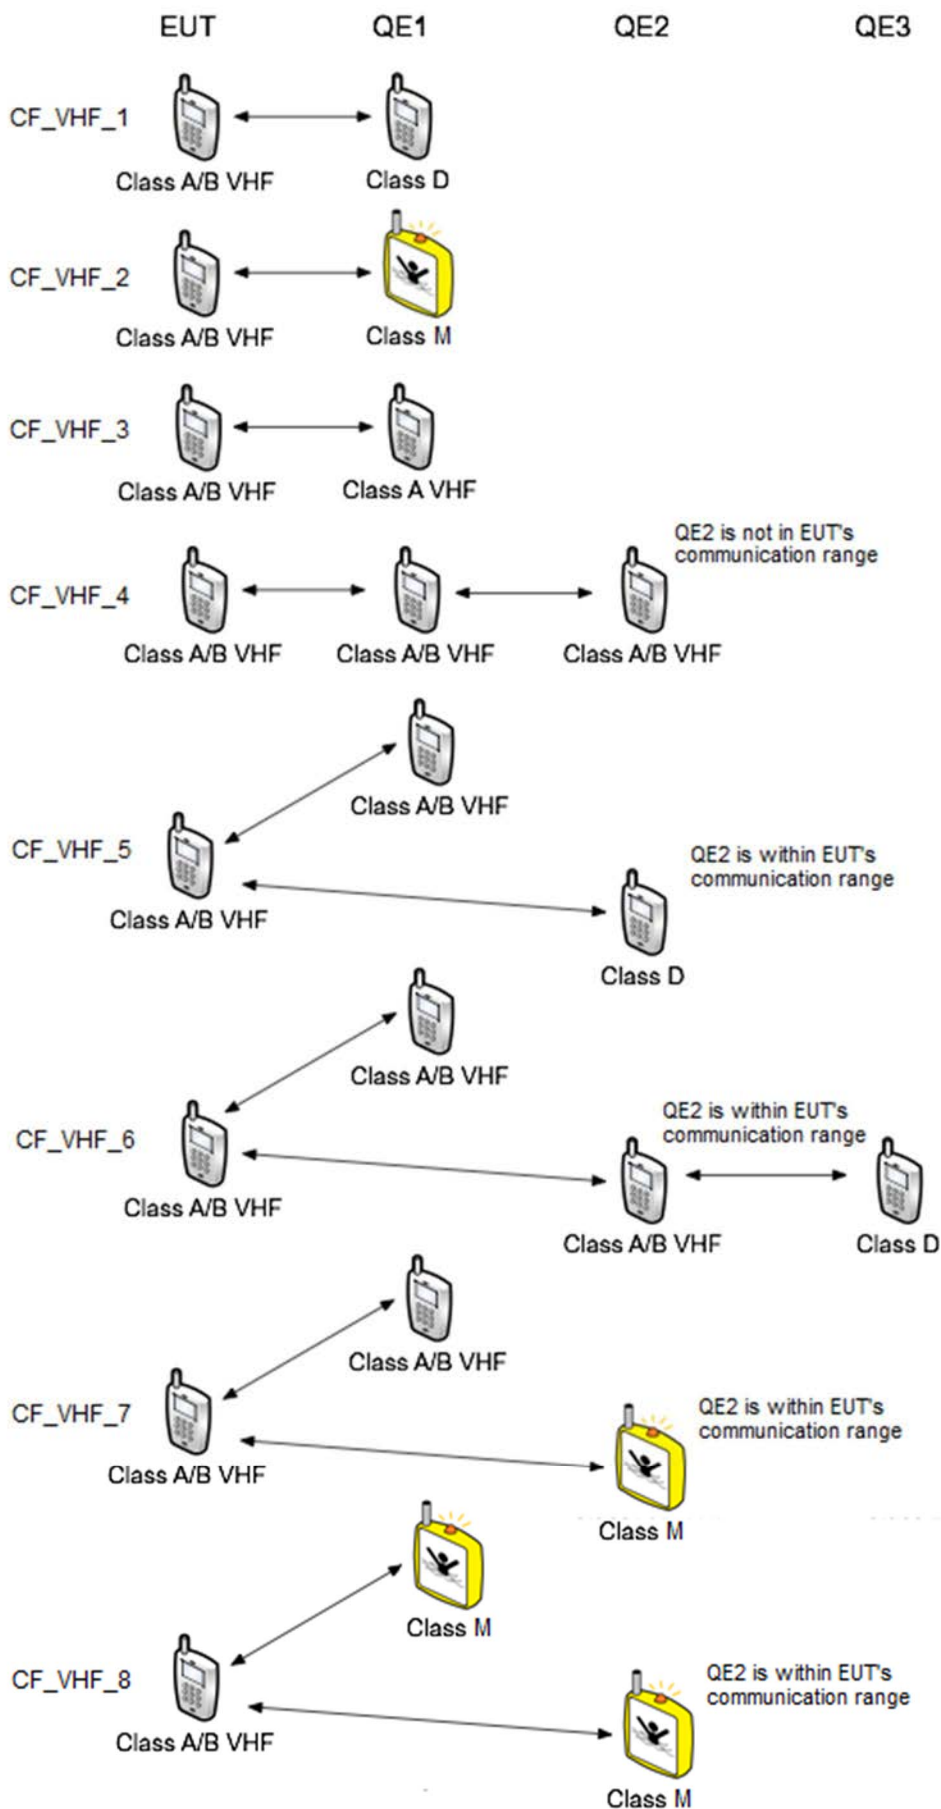 EUT QE1 QE2 QE3
CF_VHF_1
Class A/B VHF Class D
CF_VHF_2
Class A/B VHF Class M
CF_VHF_3
Class A/B VHF Class A VHF
QE2 is not in EUT's
communication range
CF_VHF_4
Class A/B VHF Class A/B VHF Class A/B VHF
Class A/B VHF
CF_VHF_5
QE2 is within EUT's
communication range
Class A/B VHF
Class D
Class A/B VHF
QE2 is within EUT's
communication range
CF_VHF_6
Class A/B VHF
Class A/B VHF Class D
Class A/B VHF
QE2 is within EUT's
communication range
CF_VHF_7
Class A/B VHF
Class M
Class M
QE2 is within EUT's
communication range
CF_VHF_8
Class A/B VHF
Class M